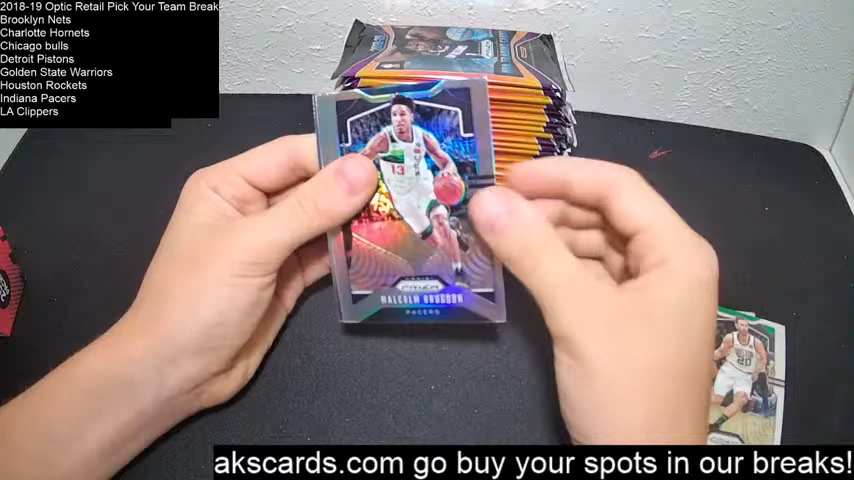 2018-19 Optic Retail Pick Your Team Break
Brooklyn Nets
Charlotte Hornets
Chicago bulls
Detroit Pistons
Golden State Warriors
Houston Rockets
Indiana Pacers
LA Clippers
13
PRIZM
MALCOLM BROGDON
PACERS
20
akscards.com go buy your spots in our breaks!